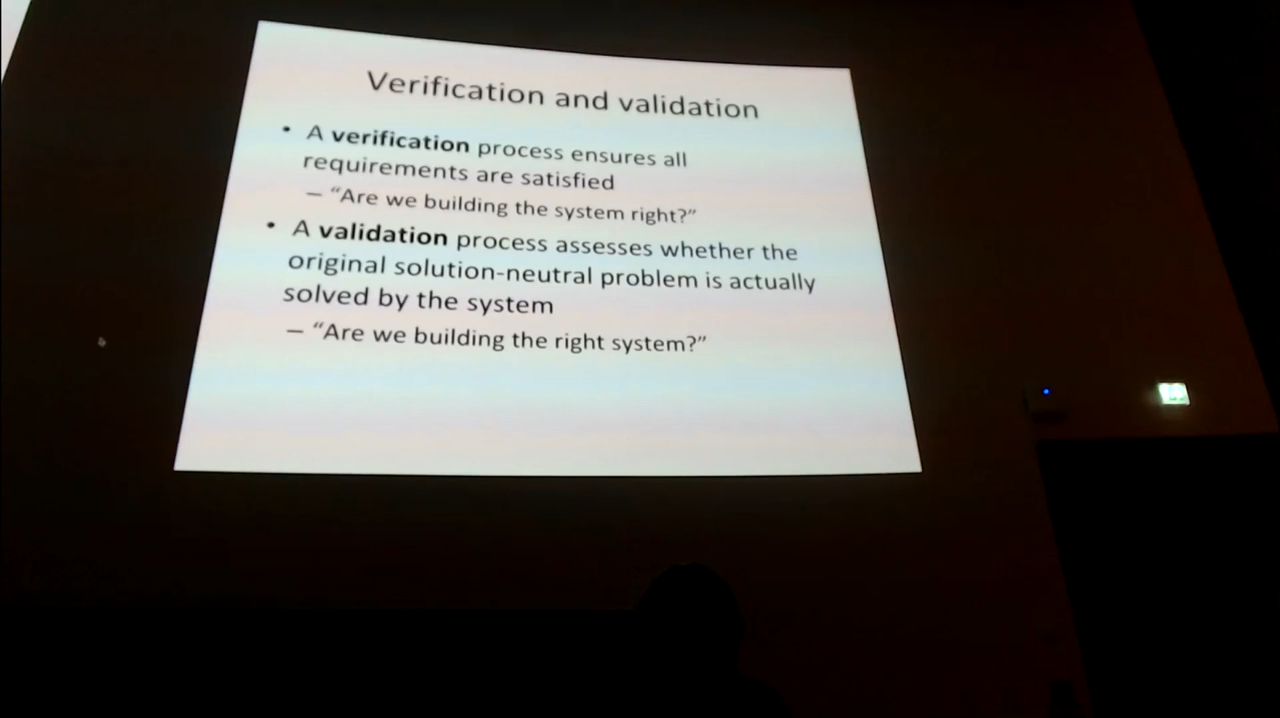 Verification and validation
• A verification process ensures all
requirements are satisfied
– “Are we building the system right?”
• A validation process assesses whether the
original solution-neutral problem is actually
solved by the system
– “Are we building the right system?”